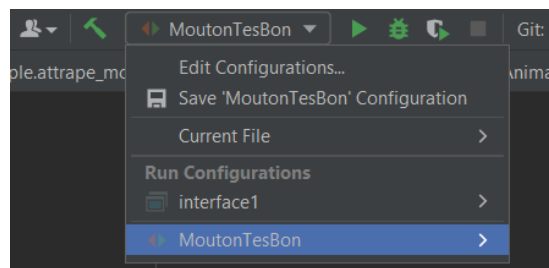 MoutonTesBon
Git:
ple.attrape_mo
Anima
Edit Configurations...
Save 'MoutonTesBon' Configuration
Current File
Run Configurations
interface1
MoutonTesBon